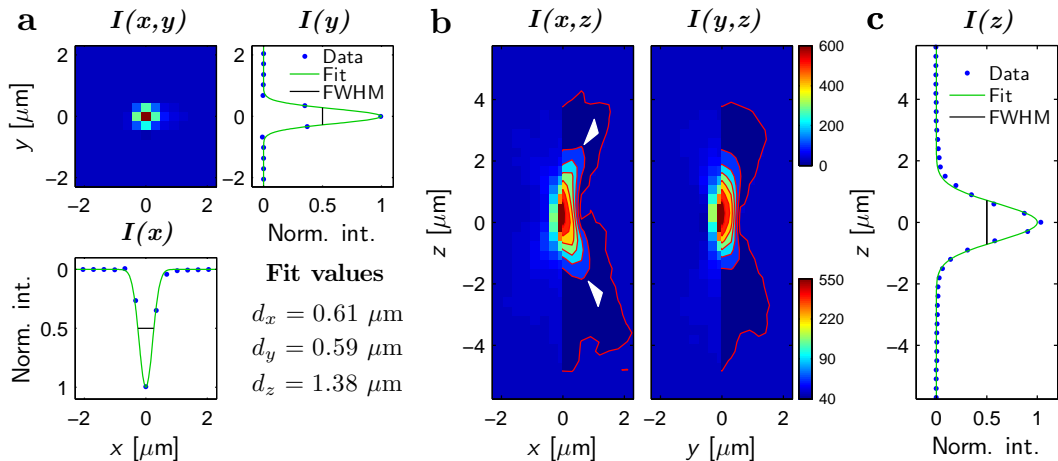 a
I(x,y)
2
0
−2
y [μm]
−2 0 2
I(y)
Data
Fit
FWHM
0 0.5 1
Norm. int.
I(x)
0
0.5
1
Norm. int.
−2 0 2
x [μm]
Fit values
dx = 0.61 μm
dy = 0.59 μm
dz = 1.38 μm
b
I(x,z)
I(y,z)
4
2
0
−2
−4
z [μm]
0 2
x [μm]
−2 0 2
y [μm]
600
400
200
0
550
220
90
40
c
I(z)
Data
Fit
FWHM
4
2
0
−2
−4
z [μm]
0 0.5 1
Norm. int.